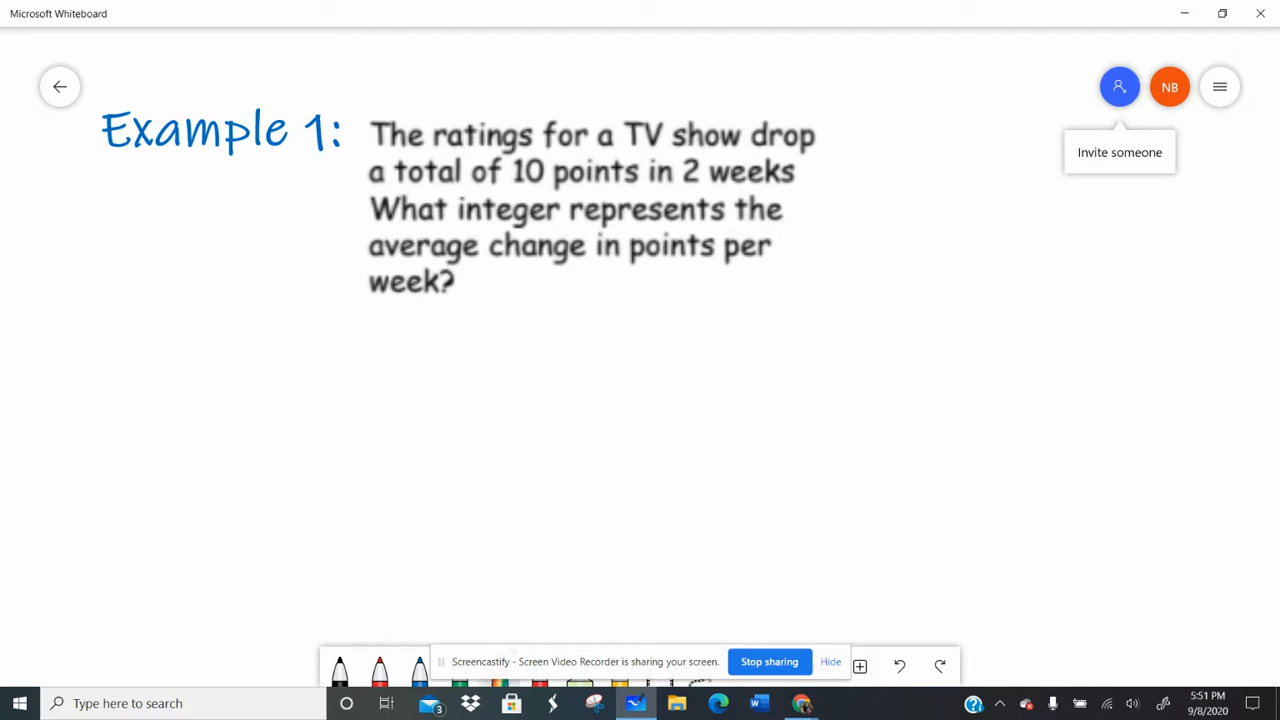 Microsoft Whiteboard
NB
Invite someone
Example 1:
The ratings for a TV show drop
a total of 10 points in 2 weeks
What integer represents the
average change in points per
week?
Screencastify - Screen Video Recorder is sharing your screen.
Stop sharing
Hide
Type here to search
3
5:51 PM
9/8/2020